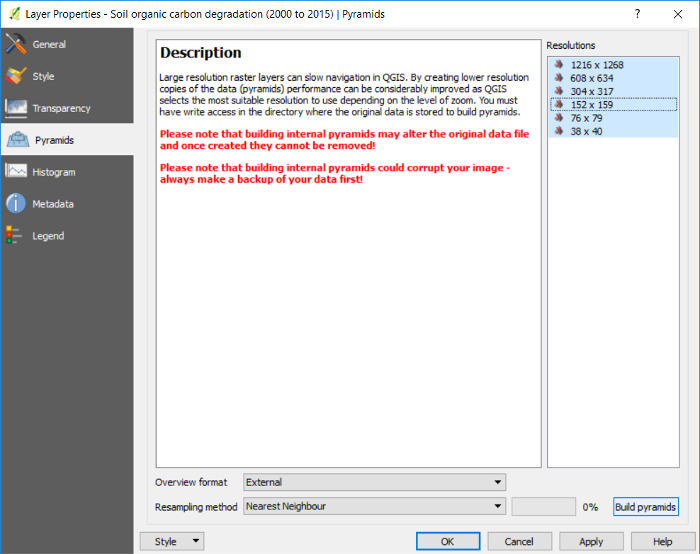 Layer Properties - Soil organic carbon degradation (2000 to 2015) | Pyramids
?
General
Style
Transparency
Pyramids
Histogram
Metadata
Legend
Description
Large resolution raster layers can slow navigation in QGIS. By creating lower resolution
copies of the data (pyramids) performance can be considerably improved as QGIS
selects the most suitable resolution to use depending on the level of zoom. You must
have write access in the directory where the original data is stored to build pyramids.
Please note that building internal pyramids may alter the original data file
and once created they cannot be removed!
Please note that building internal pyramids could corrupt your image -
always make a backup of your data first!
Resolutions
1216 x 1268
608 x 634
304 x 317
152 x 159
76 x 79
38 x 40
Overview format External
Resampling method Nearest Neighbour 0% Build pyramids
Style OK Cancel Apply Help